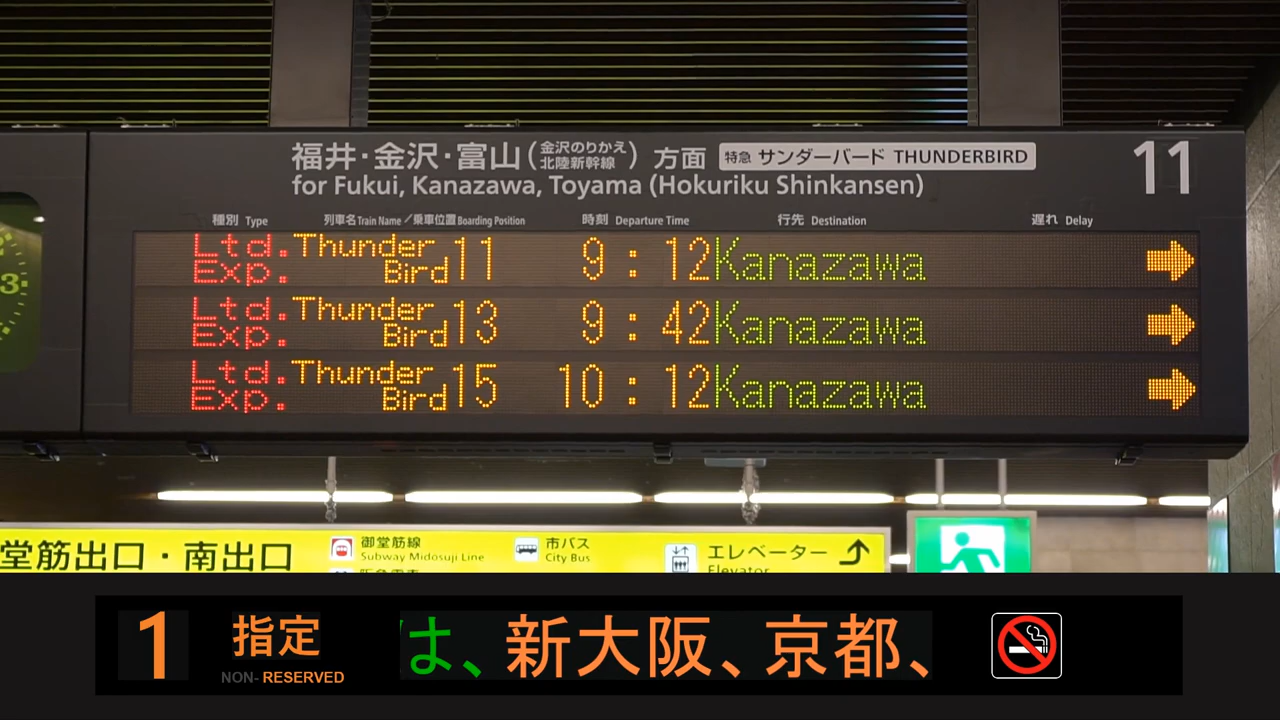 福井・金沢・富山(金沢のりかえ北陸新幹線) 方面 特急 サンダーバード THUNDERBIRD 11
for Fukui, Kanazawa, Toyama (Hokuriku Shinkansen)
種別 Type 列車名 Train Name／乗車位置 Boarding Position 時刻 Departure Time 行先 Destination 遅れ Delay
Ltd. Exp. Thunder Bird 11 9:12 Kanazawa
Ltd. Exp. Thunder Bird 13 9:42 Kanazawa
Ltd. Exp. Thunder Bird 15 10:12 Kanazawa
3
堂筋出口・南出口 御堂筋線 市バス エレベーター
Subway Midosuji Line City Bus Elevator
1 指定 は、新大阪、京都、
NON-RESERVED